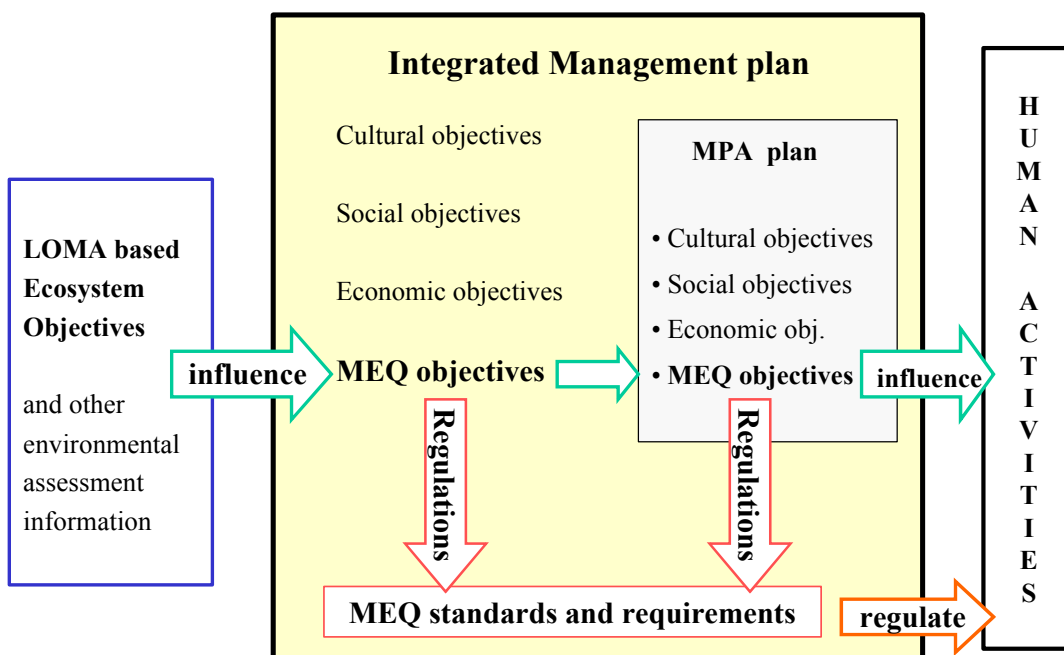 Integrated Management plan
LOMA based
Ecosystem
Objectives
and other
environmental
assessment
information
influence
Cultural objectives
Social objectives
Economic objectives
MEQ objectives
MPA plan
• Cultural objectives
• Social objectives
• Economic obj.
• MEQ objectives
influence
Regulations
Regulations
MEQ standards and requirements
regulate
HUMAN ACTIVITIES